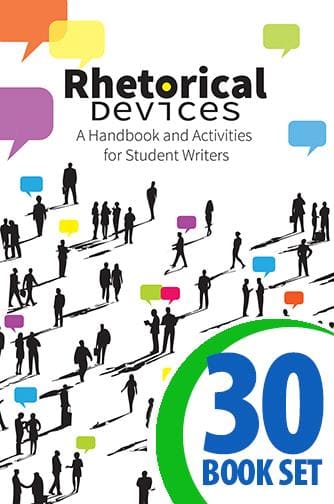 Rhetorical
Devices
A Handbook and Activities
for Student Writers
30
BOOK SET